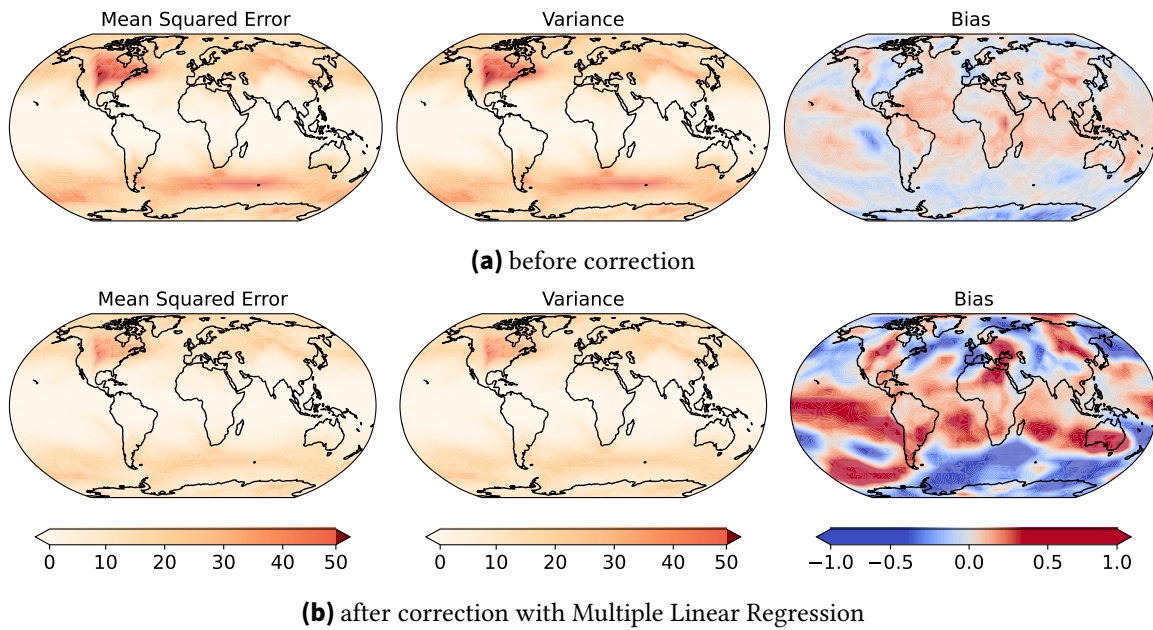 Mean Squared Error Variance Bias
(a) before correction
Mean Squared Error Variance Bias
0 10 20 30 40 50 0 10 20 30 40 50 −1.0 −0.5 0.0 0.5 1.0
(b) after correction with Multiple Linear Regression